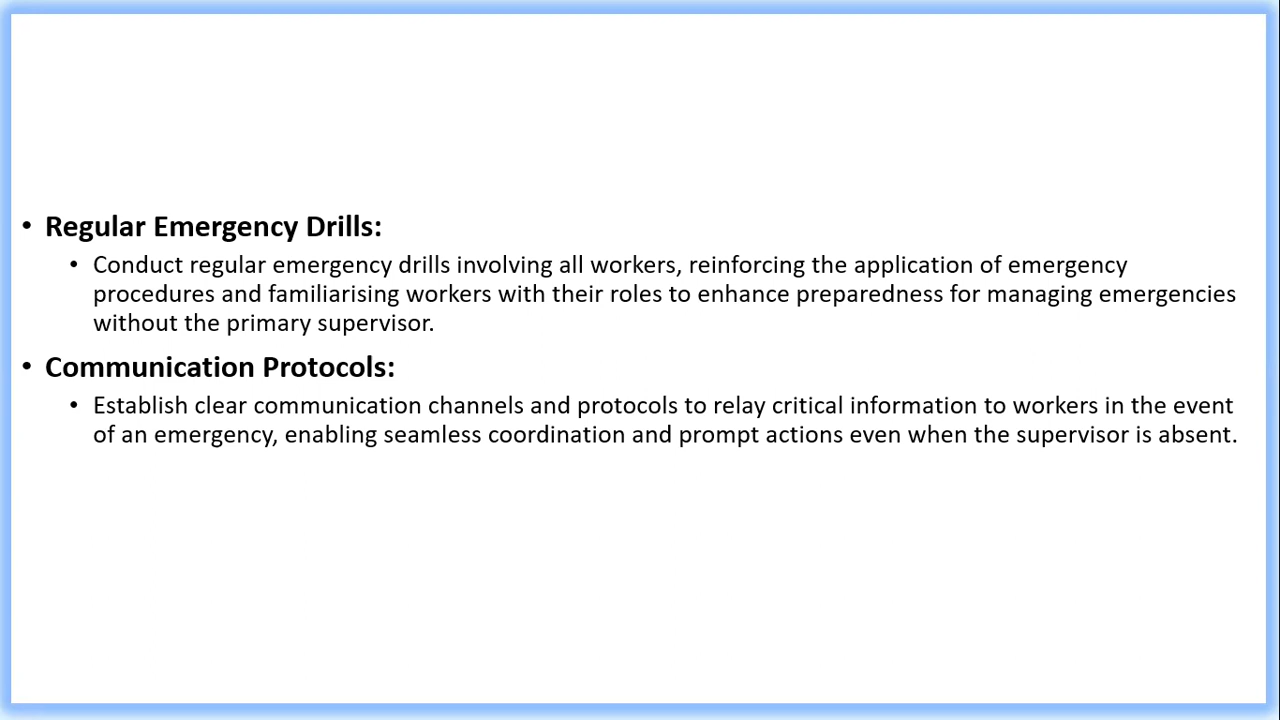 • Regular Emergency Drills:
• Conduct regular emergency drills involving all workers, reinforcing the application of emergency
procedures and familiarising workers with their roles to enhance preparedness for managing emergencies
without the primary supervisor.
• Communication Protocols:
• Establish clear communication channels and protocols to relay critical information to workers in the event
of an emergency, enabling seamless coordination and prompt actions even when the supervisor is absent.